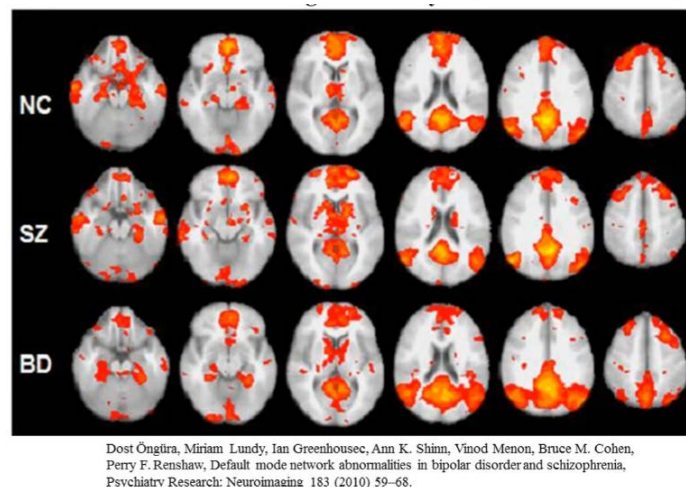 NC
SZ
BD
Dost Öngüra, Miriam Lundy, Ian Greenhousec, Ann K. Shinn, Vinod Menon, Bruce M. Cohen,
Perry F. Renshaw, Default mode network abnormalities in bipolar disorder and schizophrenia,
Psychiatry Research: Neuroimaging 183 (2010) 59–68.